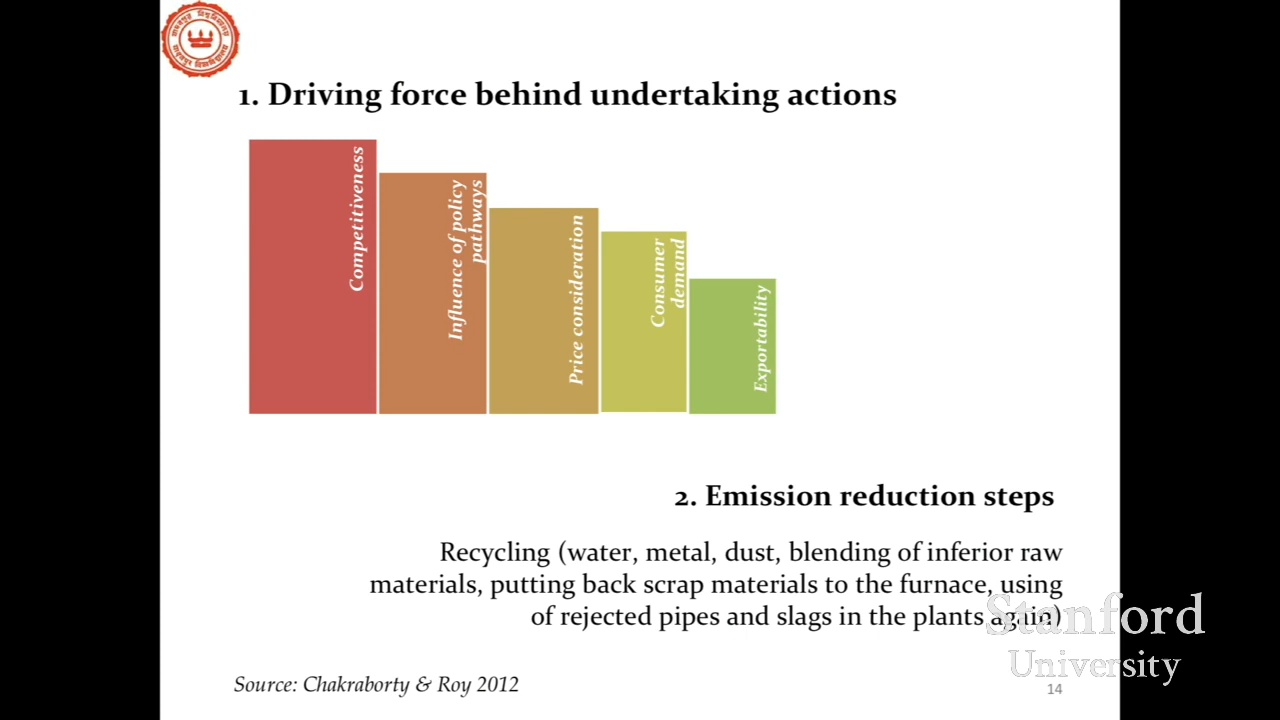 1. Driving force behind undertaking actions
Competitiveness
Influence of policy
pathways
Price consideration
Consumer
demand
Exportability
2. Emission reduction steps
Recycling (water, metal, dust, blending of inferior raw
materials, putting back scrap materials to the furnace, using
of rejected pipes and slags in the plants again)
Stanford
University
Source: Chakraborty & Roy 2012
14